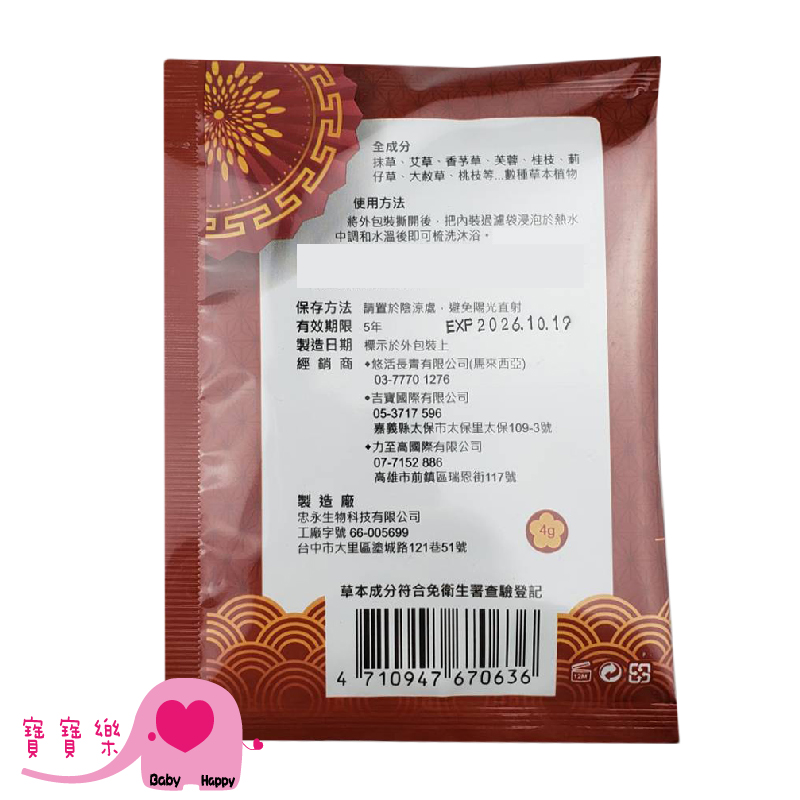 全成分
抹草、艾草、香茅草、芙蓉、桂枝、薊
仔草、大赦草、桃枝等...數種草本植物
使用方法
將外包裝撕開後，把內裝過濾袋浸泡於熱水
中調和水溫後即可梳洗沐浴。
保存方法 請置於陰涼處，避免陽光直射
有效期限 5年 EXP 2026.10.19
製造日期 標示於外包裝上
經銷商 ◆悠活長青有限公司(馬來西亞)
03-7770 1276
◆吉寶國際有限公司
05-3717 596
嘉義縣太保市太保里太保109-3號
◆力至高國際有限公司
07-7152 886
高雄市前鎮區瑞恩街117號
製造廠
忠永生物科技有限公司
工廠字號 66-005699
台中市大里區塗城路121巷51號
4g
草本成分符合免衛生署查驗登記
4 710947 670636
寶寶樂
Baby Happy